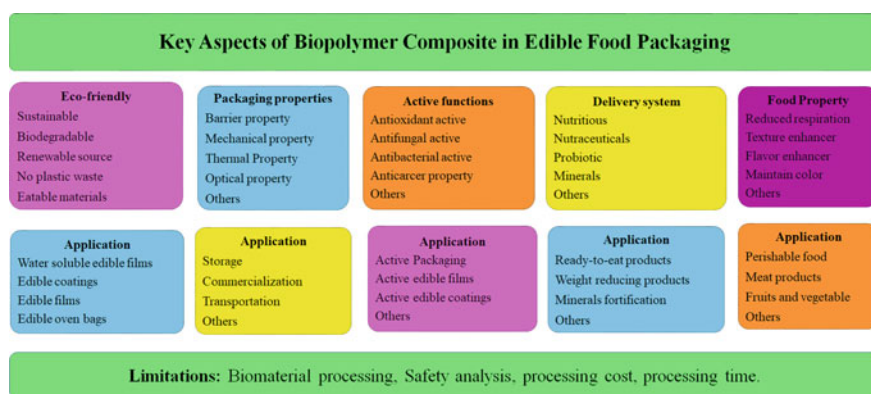 Key Aspects of Biopolymer Composite in Edible Food Packaging
Eco-friendly
Sustainable
Biodegradable
Renewable source
No plastic waste
Eatable materials
Packaging properties
Barrier property
Mechanical property
Thermal Property
Optical property
Others
Active functions
Antioxidant active
Antifungal active
Antibacterial active
Anticarcer property
Others
Delivery system
Nutritious
Nutraceuticals
Probiotic
Minerals
Others
Food Property
Reduced respiration
Texture enhancer
Flavor enhancer
Maintain color
Others
Application
Water soluble edible films
Edible coatings
Edible films
Edible oven bags
Application
Storage
Commercialization
Transportation
Others
Application
Active Packaging
Active edible films
Active edible coatings
Others
Application
Ready-to-eat products
Weight reducing products
Minerals fortification
Others
Application
Perishable food
Meat products
Fruits and vegetable
Others
Limitations: Biomaterial processing, Safety analysis, processing cost, processing time.